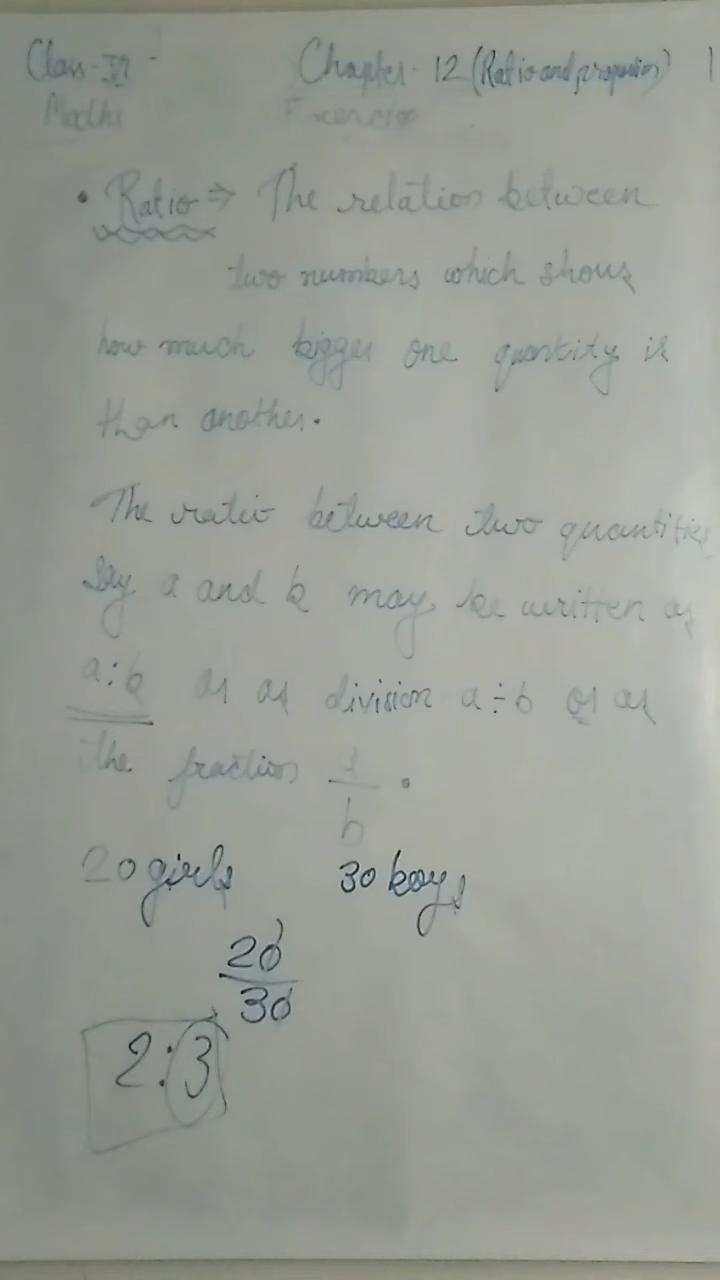 Class-VI Chapter-12 (Ratio and proportion) 1
Maths Exercise
• Ratio ⇒ The relation between
two numbers which shows
how much bigger one quantity is
than another.
The ratio between two quantities
say a and b may be written as
a:b or as division a÷b or as
the fraction
b
20 girls 30 boys
20
30
2:3